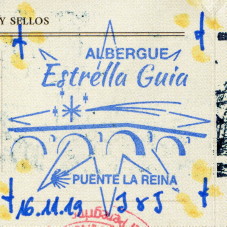 Y SELLOS
ALBERGUE
Estrella Guia
PUENTE LA REINA
16.11.19 J y J